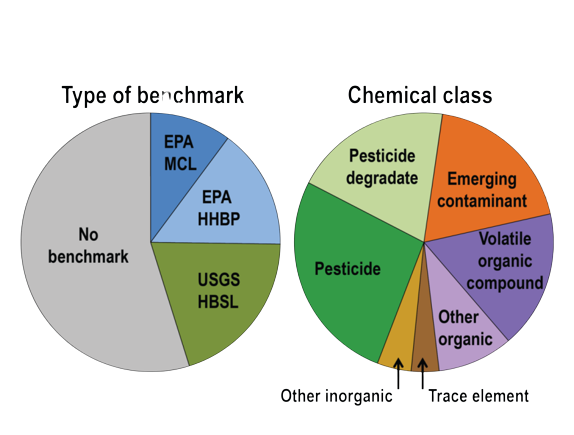 Type of benchmark
Chemical class
EPA
MCL
EPA
HHBP
No
benchmark
USGS
HBSL
Pesticide
degradate
Emerging
contaminant
Volatile
organic
compound
Pesticide
Other
organic
Other inorganic
Trace element